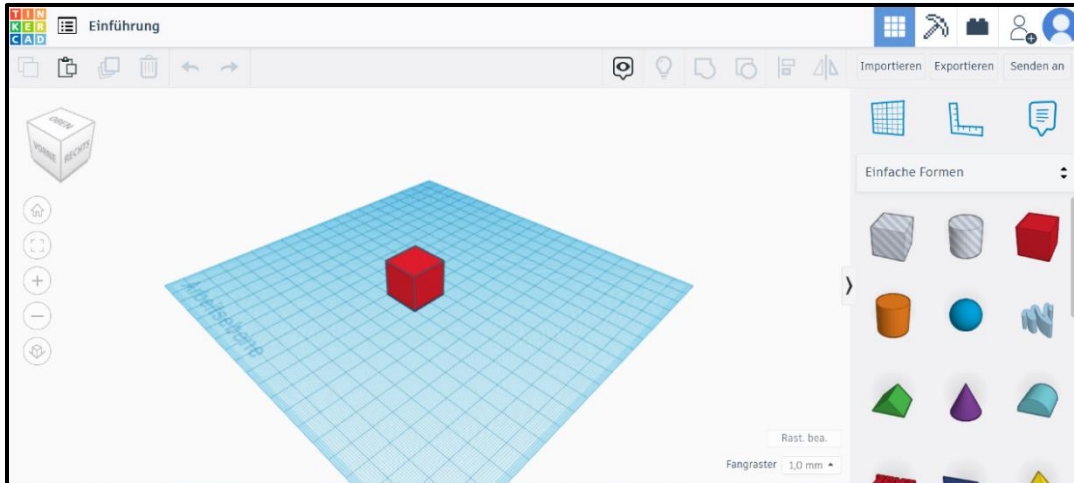 TIN
KER
CAD
Einführung
Importieren
Exportieren
Senden an
OBEN
VORNE
RECHTS
Einfache Formen
Arbeitsebene
Rast. bea.
Fangraster 1,0 mm